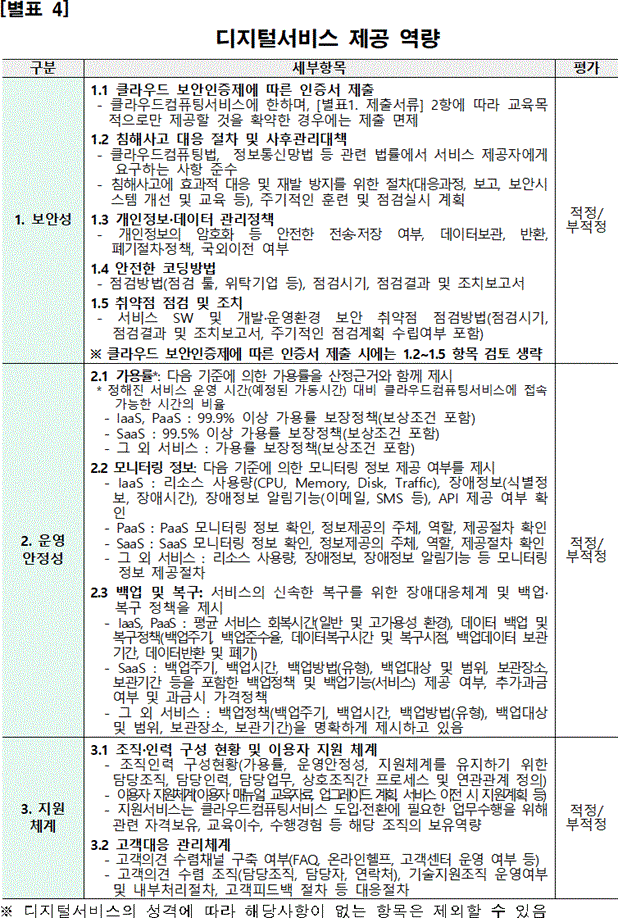 [별표 4]
디지털서비스 제공 역량
구분 세부항목 평가
1. 보안성
1.1 클라우드 보안인증제에 따른 인증서 제출
- 클라우드컴퓨팅서비스에 한하며, [별표1. 제출서류] 2항에 따라 교육목
적으로만 제공할 것을 확약한 경우에는 제출 면제
1.2 침해사고 대응 절차 및 사후관리대책
- 클라우드컴퓨팅법, 정보통신망법 등 관련 법률에서 서비스 제공자에게
요구하는 사항 준수
- 침해사고에 효과적 대응 및 재발 방지를 위한 절차(대응과정, 보고, 보안시
스템 개선 및 교육 등), 주기적인 훈련 및 점검실시 계획
1.3 개인정보·데이터 관리정책
- 개인정보의 암호화 등 안전한 전송·저장 여부, 데이터보관, 반환,
폐기절차정책, 국외이전 여부
1.4 안전한 코딩방법
- 점검방법(점검 툴, 위탁기업 등), 점검시기, 점검결과 및 조치보고서
1.5 취약점 점검 및 조치
- 서비스 SW 및 개발·운영환경 보안 취약점 점검방법(점검시기,
점검결과 및 조치보고서, 주기적인 점검계획 수립여부 포함)
※ 클라우드 보안인증제에 따른 인증서 제출 시에는 1.2~1.5 항목 검토 생략
적정/
부적정
2. 운영
안정성
2.1 가용률*: 다음 기준에 의한 가용률을 산정근거와 함께 제시
* 정해진 서비스 운영 시간(예정된 가동시간) 대비 클라우드컴퓨팅서비스에 접속
가능한 시간의 비율
- IaaS, PaaS : 99.9% 이상 가용률 보장정책(보상조건 포함)
- SaaS : 99.5% 이상 가용률 보장정책(보상조건 포함)
- 그 외 서비스 : 가용률 보장정책(보상조건 포함)
2.2 모니터링 정보: 다음 기준에 의한 모니터링 정보 제공 여부를 제시
- IaaS : 리소스 사용량(CPU, Memory, Disk, Traffic), 장애정보(식별정
보, 장애시간), 장애정보 알림기능(이메일, SMS 등), API 제공 여부 확
인
- PaaS : PaaS 모니터링 정보 확인, 정보제공의 주체, 역할, 제공절차 확인
- SaaS : SaaS 모니터링 정보 확인, 정보제공의 주체, 역할, 제공절차 확인
- 그 외 서비스 : 리소스 사용량, 장애정보, 장애정보 알림기능 등 모니터링
정보 제공절차
2.3 백업 및 복구: 서비스의 신속한 복구를 위한 장애대응체계 및 백업·
복구 정책을 제시
- IaaS, PaaS : 평균 서비스 회복시간(일반 및 고가용성 환경), 데이터 백업 및
복구정책(백업주기, 백업준수율, 데이터복구시간 및 복구시점, 백업데이터 보관
기간, 데이터반환 및 폐기)
- SaaS : 백업주기, 백업시간, 백업방법(유형), 백업대상 및 범위, 보관장소,
보관기간 등을 포함한 백업정책 및 백업기능(서비스) 제공 여부, 추가과금
여부 및 과금시 가격정책
- 그 외 서비스 : 백업정책(백업주기, 백업시간, 백업방법(유형), 백업대상
및 범위, 보관장소, 보관기간)을 명확하게 제시하고 있음
적정/
부적정
3. 지원
체계
3.1 조직·인력 구성 현황 및 이용자 지원 체계
- 조직인력 구성현황(가용률, 운영안정성, 지원체계를 유지하기 위한
담당조직, 담당인력, 담당업무, 상호조직간 프로세스 및 연관관계 정의)
- 이용자 지원체계(이용자 매뉴얼, 교육자료, 업그레이드 계획, 서비스 이전 시 지원계획 등)
- 지원서비스는 클라우드컴퓨팅서비스 도입·전환에 필요한 업무수행을 위해
관련 자격보유, 교육이수, 수행경험 등 해당 조직의 보유역량
3.2 고객대응 관리체계
- 고객의견 수렴채널 구축 여부(FAQ, 온라인헬프, 고객센터 운영 여부 등)
- 고객의견 수렴 조직(담당조직, 담당자, 연락처), 기술지원조직 운영여부
및 내부처리절차, 고객피드백 절차 등 대응절차
적정/
부적정
※ 디지털서비스의 성격에 따라 해당사항이 없는 항목은 제외할 수 있음